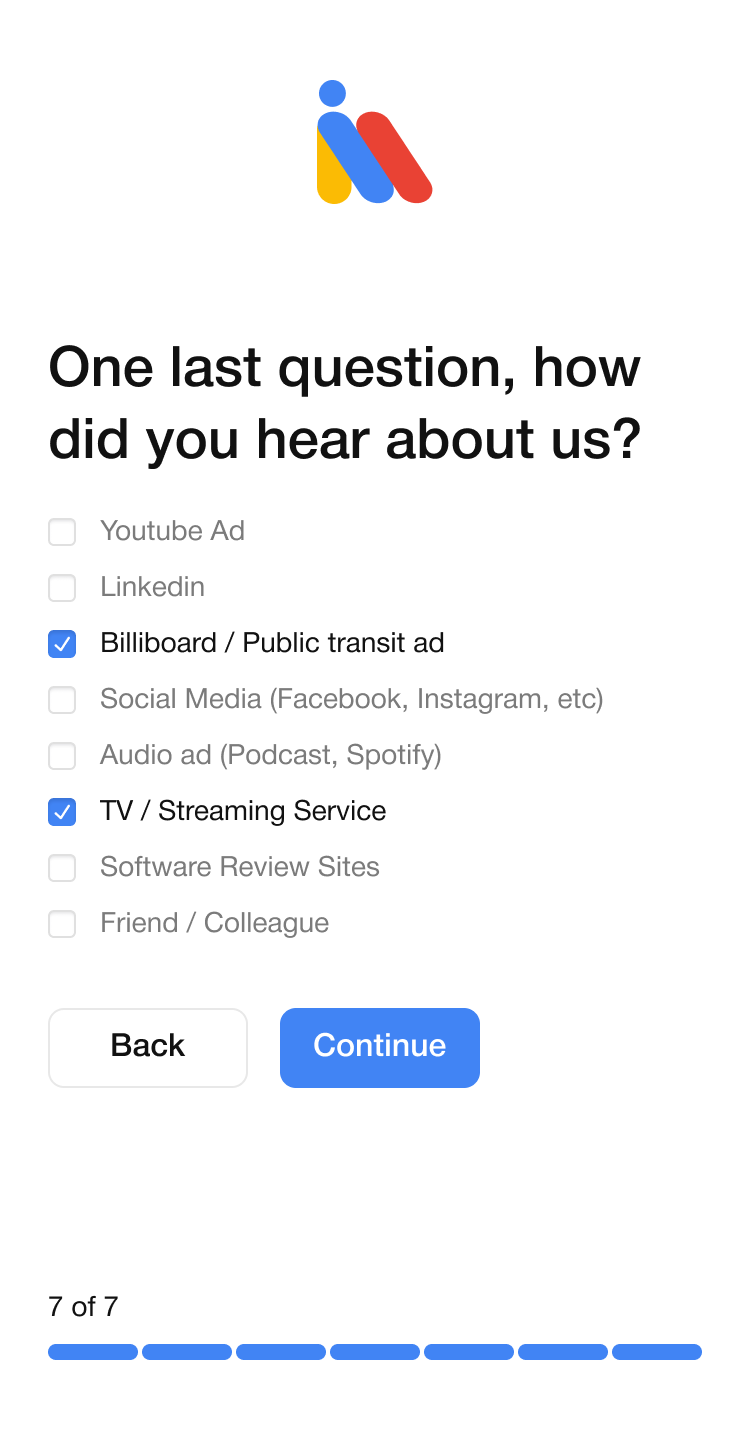 One last question, how
did you hear about us?
Youtube Ad
Linkedin
Billiboard / Public transit ad
Social Media (Facebook, Instagram, etc)
Audio ad (Podcast, Spotify)
TV / Streaming Service
Software Review Sites
Friend / Colleague
Back
Continue
7 of 7